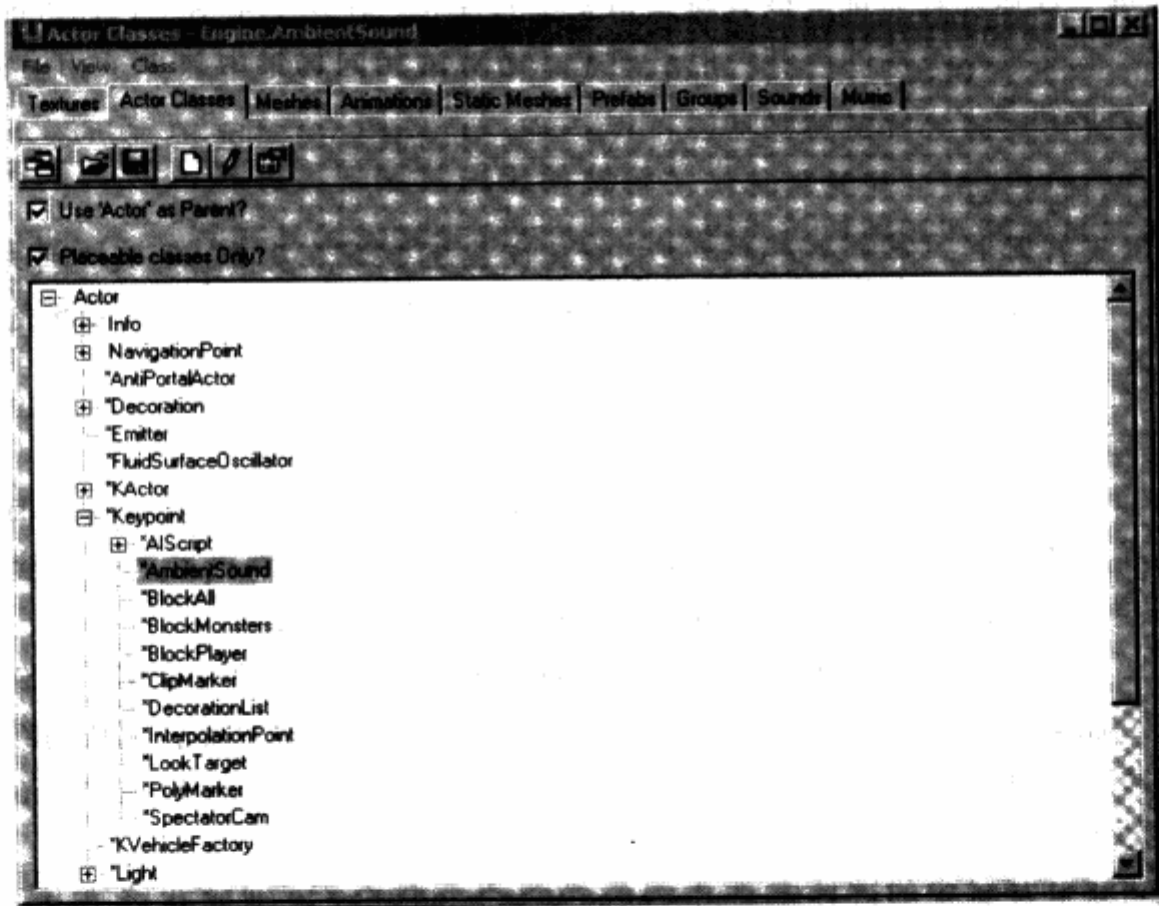 Actor Classes - Engine.AmbientSound
File View Class
Textures Actor Classes Meshes Animations Static Meshes Prefabs Groups Sounds Music
Use 'Actor' as Parent?
Placeable classes Only?
Actor
Info
NavigationPoint
*AntiPortalActor
*Decoration
*Emitter
*FluidSurfaceOscillator
*KActor
*Keypoint
*AIScript
*AmbientSound
*BlockAll
*BlockMonsters
*BlockPlayer
*ClipMarker
*DecorationList
*InterpolationPoint
*LookTarget
*PolyMarker
*SpectatorCam
*KVehicleFactory
*Light